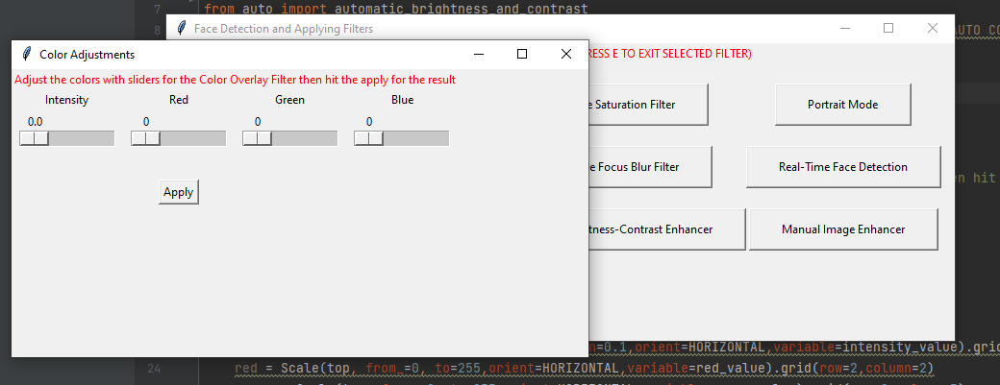 7 from auto import automatic_brightness_and_contrast
8 AUTO CO
Face Detection and Applying Filters
Color Adjustments
RESS E TO EXIT SELECTED FILTER)
Adjust the colors with sliders for the Color Overlay Filter then hit the apply for the result
Intensity Red Green Blue
0.0 0 0 0
Apply
Saturation Filter Portrait Mode
Focus Blur Filter Real-Time Face Detection
en hit
tness-Contrast Enhancer Manual Image Enhancer
=0.1,orient=HORIZONTAL,variable=intensity_value).grid
24 red = Scale(top, from_=0, to=255,orient=HORIZONTAL,variable=red_value).grid(row=2,column=2)